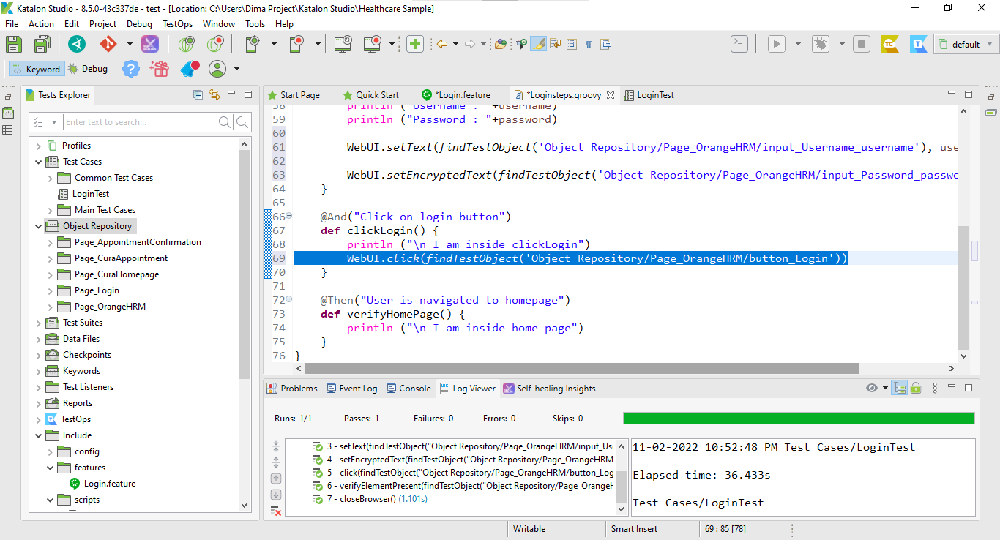 Katalon Studio - 8.5.0-43c337de - test - [Location: C:\Users\Dima Project\Katalon Studio\Healthcare Sample]
File Action Edit Project Debug TestOps Window Tools Help
default
Keyword Debug
Tests Explorer
Enter text to search...
Profiles
Test Cases
Common Test Cases
LoginTest
Main Test Cases
Object Repository
Page_AppointmentConfirmation
Page_CuraAppointment
Page_CuraHomepage
Page_Login
Page_OrangeHRM
Test Suites
Data Files
Checkpoints
Keywords
Test Listeners
Reports
TestOps
Include
config
features
Login.feature
scripts
Start Page Quick Start *Login.feature *Loginsteps.groovy LoginTest
58 println ("Username : "+username)
59 println ("Password : "+password)
60
61 WebUI.setText(findTestObject('Object Repository/Page_OrangeHRM/input_Username_username'), use
62
63 WebUI.setEncryptedText(findTestObject('Object Repository/Page_OrangeHRM/input_Password_passwo
64 }
65
66 @And("Click on login button")
67 def clickLogin() {
68 println ("\n I am inside clickLogin")
69 WebUI.click(findTestObject('Object Repository/Page_OrangeHRM/button_Login'))
70 }
71
72 @Then("User is navigated to homepage")
73 def verifyHomePage() {
74 println ("\n I am inside home page")
75 }
76 }
Problems Event Log Console Log Viewer Self-healing Insights
Runs: 1/1 Passes: 1 Failures: 0 Errors: 0 Skips: 0
3 - setText(findTestObject("Object Repository/Page_OrangeHRM/input_Us
4 - setEncryptedText(findTestObject("Object Repository/Page_OrangeHRM
5 - click(findTestObject("Object Repository/Page_OrangeHRM/button_Log
6 - verifyElementPresent(findTestObject("Object Repository/Page_OrangeH
7 - closeBrowser() (1.101s)
11-02-2022 10:52:48 PM Test Cases/LoginTest
Elapsed time: 36.433s
Test Cases/LoginTest
Writable Smart Insert 69 : 85 [78]